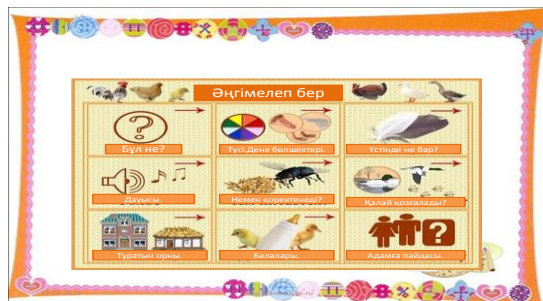 Әңгімелеп бер
Бұл не?
Түсі.Дене бөлшектері.
Үстінде не бар?
Дауысы.
Немен қоректенеді?
Қалай қозғалады?
Тұратын орны.
Балалары.
Адамға пайдасы.